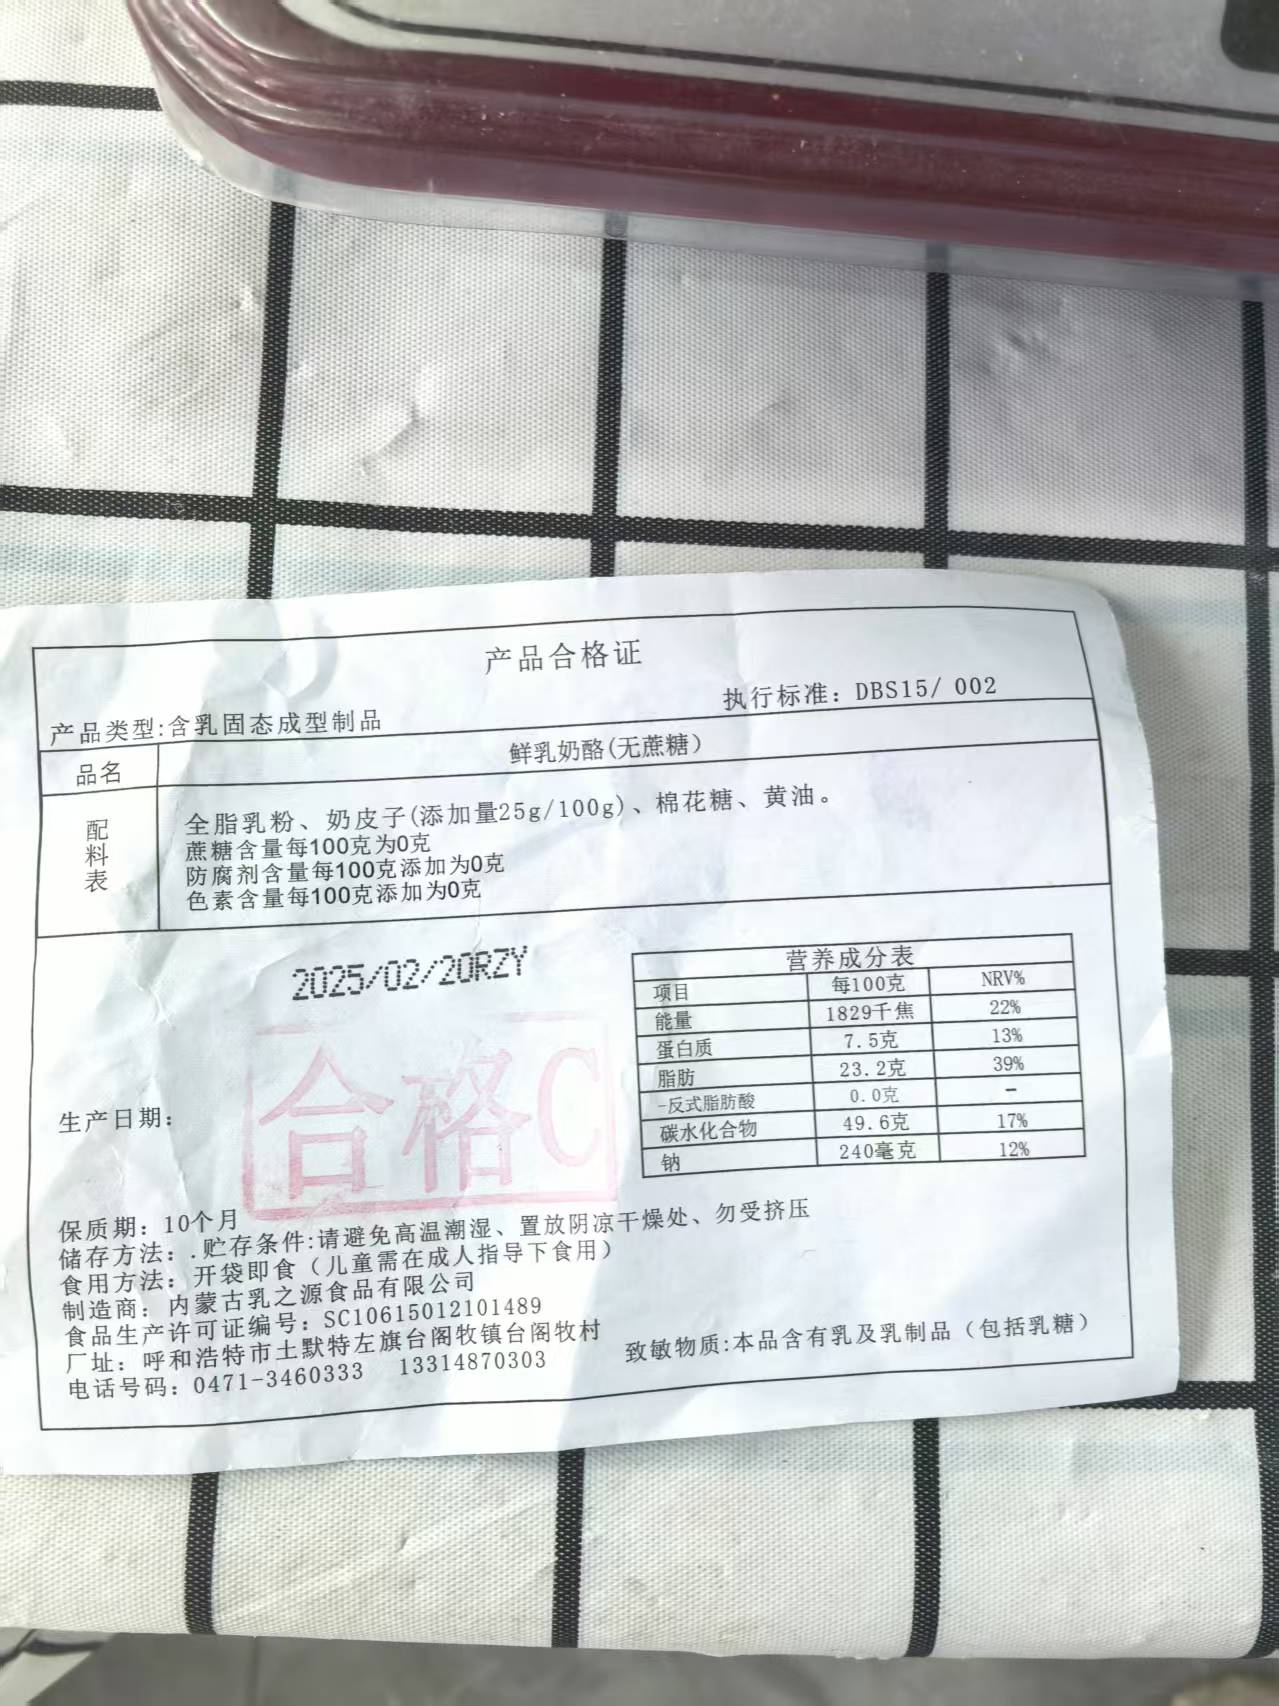 产品合格证
产品类型:含乳固态成型制品 执行标准：DBS15/ 002
品名 鲜乳奶酪(无蔗糖)
配料表 全脂乳粉、奶皮子(添加量25g/100g)、棉花糖、黄油。
蔗糖含量每100克为0克
防腐剂含量每100克添加为0克
色素含量每100克添加为0克
2025/02/20RZY
合格C
生产日期：
营养成分表
项目 每100克 NRV%
能量 1829千焦 22%
蛋白质 7.5克 13%
脂肪 23.2克 39%
-反式脂肪酸 0.0克 -
碳水化合物 49.6克 17%
钠 240毫克 12%
保质期：10个月
储存方法：.贮存条件:请避免高温潮湿、置放阴凉干燥处、勿受挤压
食用方法：开袋即食（儿童需在成人指导下食用）
制造商：内蒙古乳之源食品有限公司
食品生产许可证编号：SC10615012101489
厂址：呼和浩特市土默特左旗台阁牧镇台阁牧村
电话号码：0471-3460333 13314870303
致敏物质:本品含有乳及乳制品（包括乳糖）